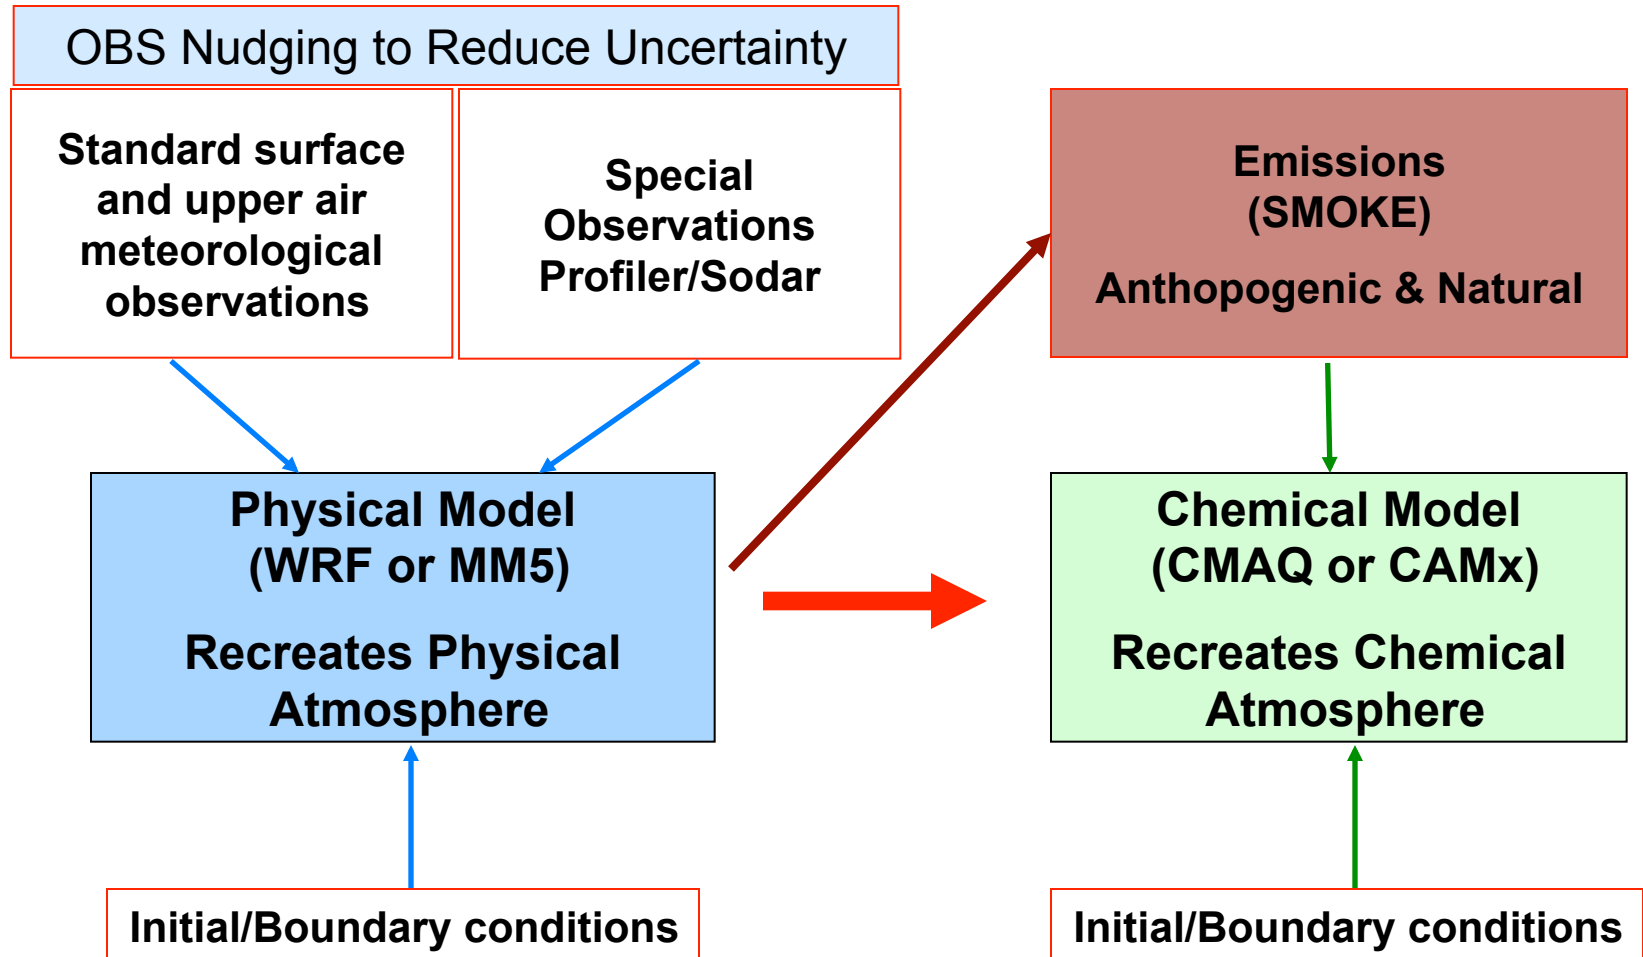 OBS Nudging to Reduce Uncertainty
Standard surface
and upper air
meteorological
observations
Special
Observations
Profiler/Sodar
Emissions
(SMOKE)
Anthopogenic & Natural
Physical Model
(WRF or MM5)
Recreates Physical
Atmosphere
Chemical Model
(CMAQ or CAMx)
Recreates Chemical
Atmosphere
Initial/Boundary conditions
Initial/Boundary conditions